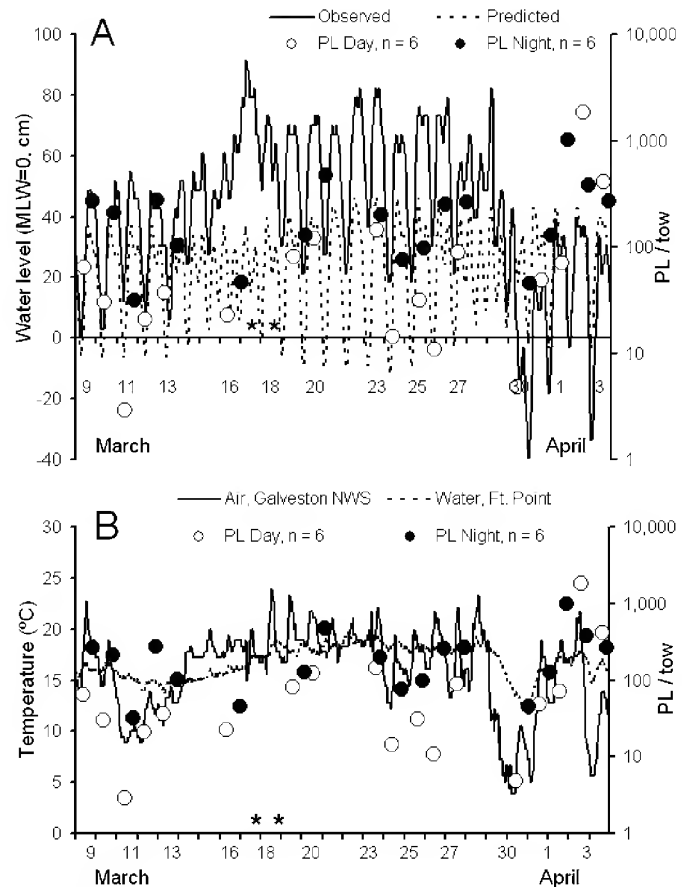 A
Observed Predicted
PL Day, n = 6 PL Night, n = 6
Water level (MLW=0, cm)
100
80
60
40
20
0
-20
-40
10,000
1,000
100
10
1
PL / tow
* *
9 11 13 16 18 20 23 25 27 30 1 3
March April
B
Air, Galveston NWS Water, Ft. Point
PL Day, n = 6 PL Night, n = 6
Temperature (ºC)
30
25
20
15
10
5
0
10,000
1,000
100
10
1
PL / tow
* *
9 11 13 16 18 20 23 25 27 30 1 3
March April